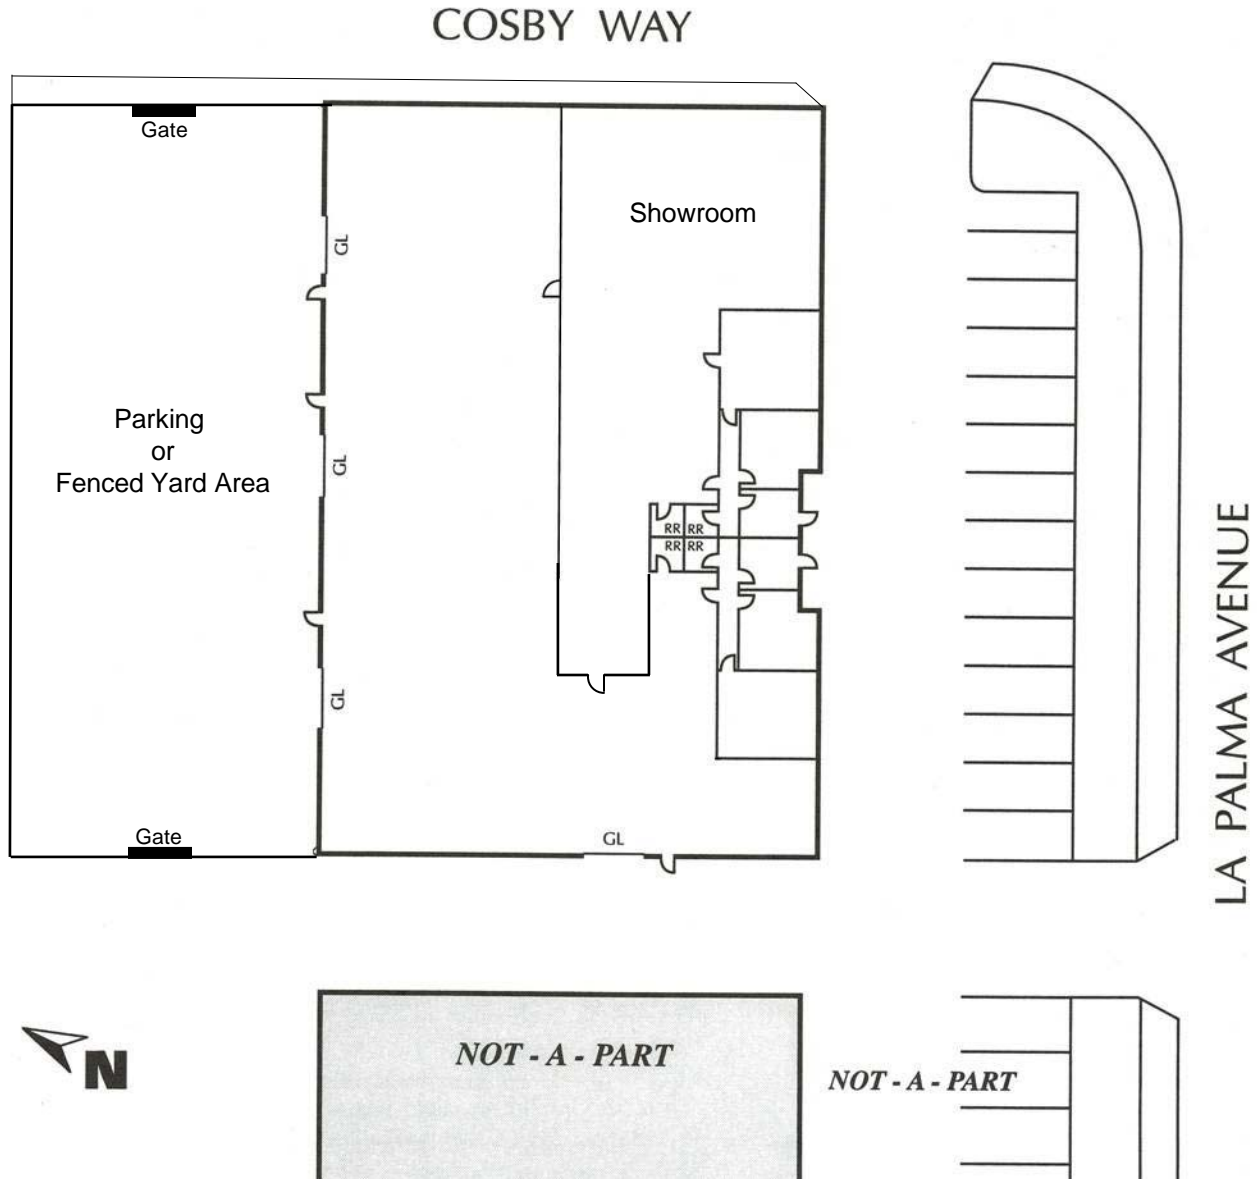 COSBY WAY
Gate
Showroom
GL
Parking
or
Fenced Yard Area
GL
RR RR
RR RR
LA PALMA AVENUE
GL
Gate
GL
N
NOT - A - PART
NOT - A - PART